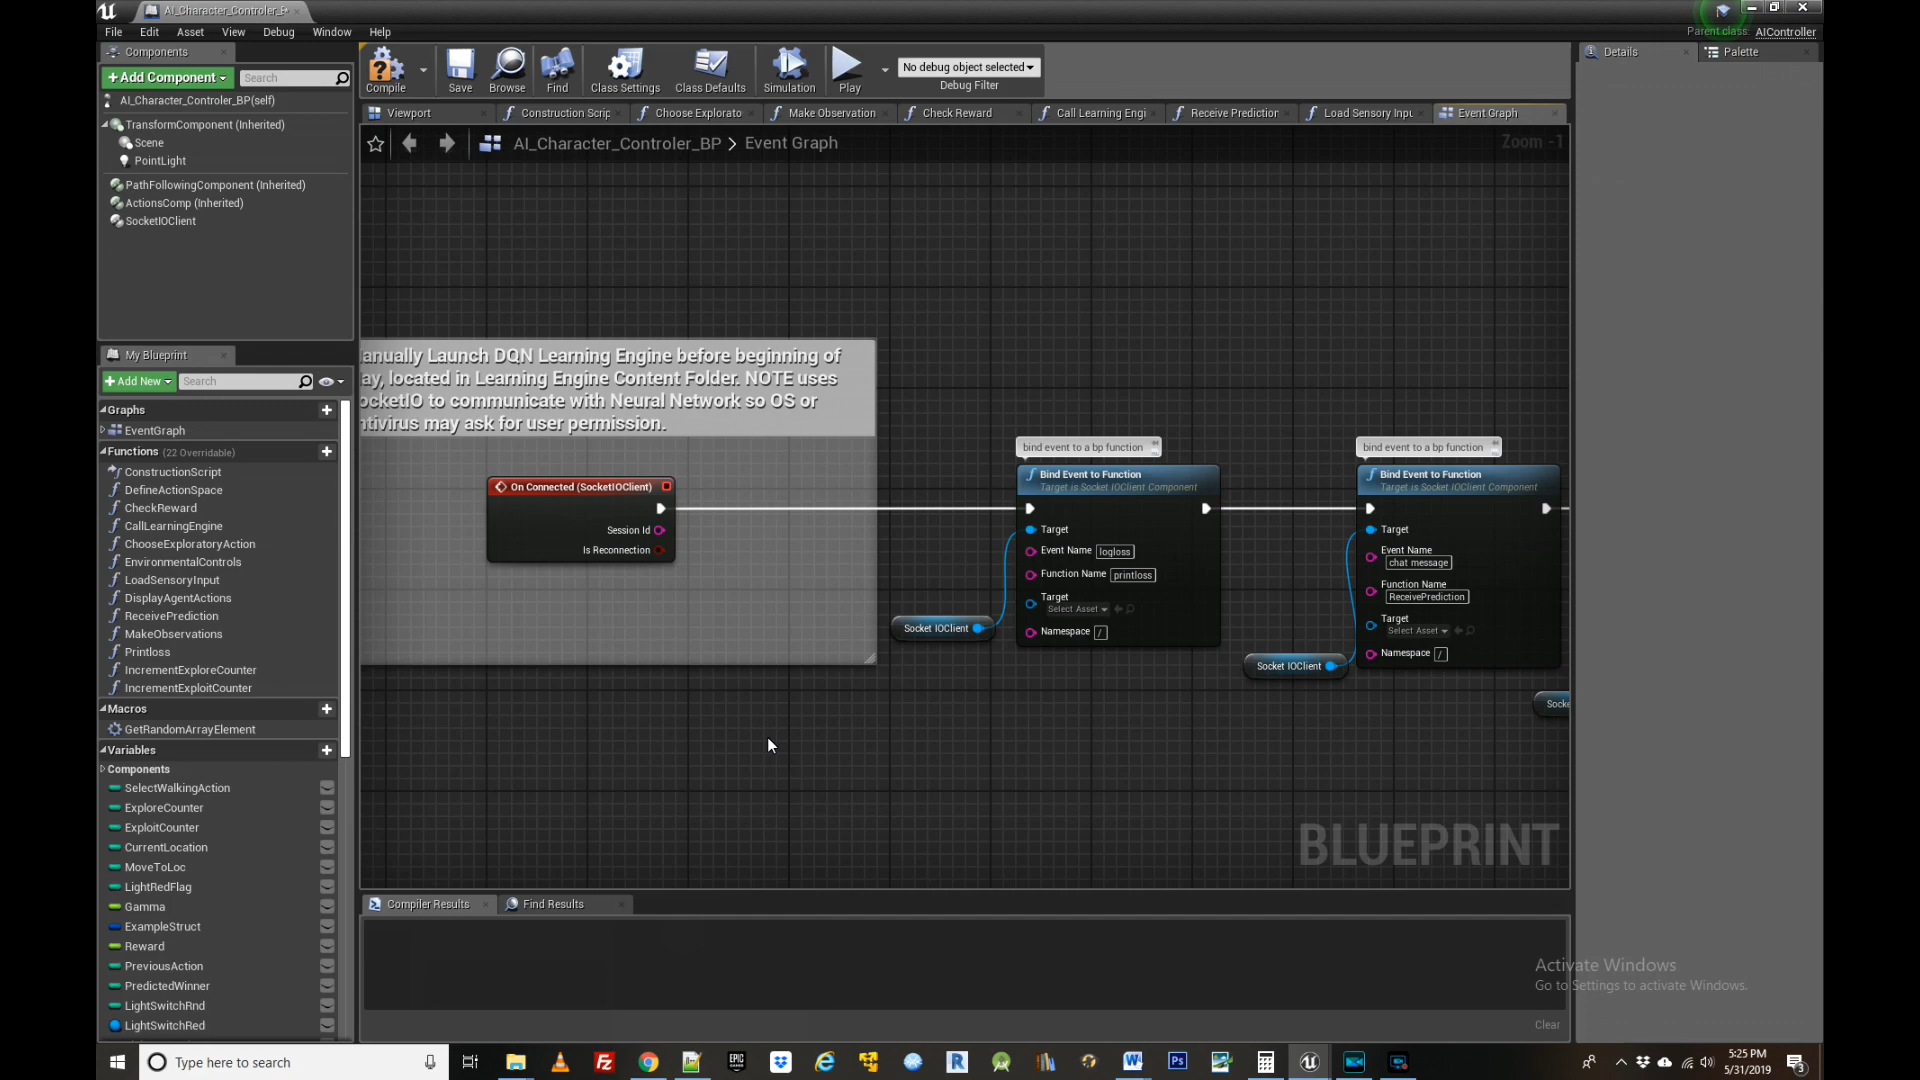 AI_Character_Controler_B
Parent class: AIController
File Edit Asset View Debug Window Help
Components
Details
Palette
+Add Component
Search
Compile
Save
Browse
Find
Class Settings
Class Defaults
Simulation
Play
No debug object selected
Debug Filter
AI_Character_Controler_BP(self)
TransformComponent (Inherited)
Scene
PointLight
PathFollowingComponent (Inherited)
ActionsComp (Inherited)
SocketIOClient
Viewport
Construction Scrip
Choose Explorato
Make Observation
Check Reward
Call Learning Engi
Receive Prediction
Load Sensory Inpu
Event Graph
AI_Character_Controler_BP > Event Graph
Zoom -1
My Blueprint
+Add New
Search
Graphs
EventGraph
Functions (22 Overridable)
ConstructionScript
DefineActionSpace
CheckReward
CallLearningEngine
ChooseExploratoryAction
EnvironmentalControls
LoadSensoryInput
DisplayAgentActions
ReceivePrediction
MakeObservations
Printloss
IncrementExploreCounter
IncrementExploitCounter
Macros
GetRandomArrayElement
Variables
Components
SelectWalkingAction
ExploreCounter
ExploitCounter
CurrentLocation
MoveToLoc
LightRedFlag
Gamma
ExampleStruct
Reward
PreviousAction
PredictedWinner
LightSwitchRnd
LightSwitchRed
anually Launch DQN Learning Engine before beginning of
ay, located in Learning Engine Content Folder. NOTE uses
ocketIO to communicate with Neural Network so OS or
ntivirus may ask for user permission.
On Connected (SocketIOClient)
Session Id
Is Reconnection
bind event to a bp function
Bind Event to Function
Target is Socket IOClient Component
Target
Event Name logloss
Function Name printloss
Target
Select Asset
Namespace /
Socket IOClient
bind event to a bp function
Bind Event to Function
Target is Socket IOClient Component
Target
Event Name
chat message
Function Name
ReceivePrediction
Target
Select Asset
Namespace /
Socket IOClient
Socke
BLUEPRINT
Compiler Results
Find Results
Activate Windows
Go to Settings to activate Windows.
Clear
Type here to search
5:25 PM
5/31/2019
3